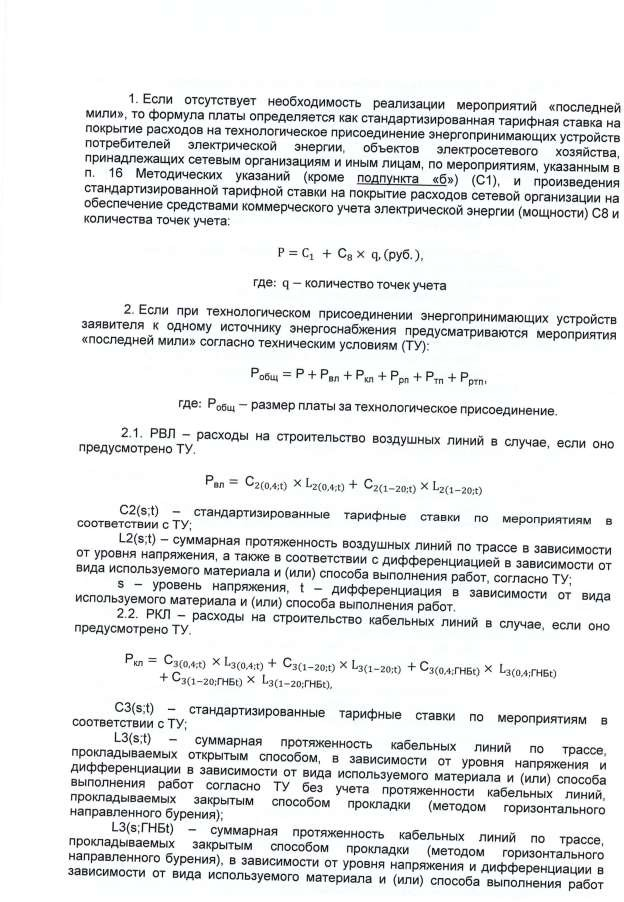 1. Если отсутствует необходимость реализации мероприятий «последней
мили», то формула платы определяется как стандартизированная тарифная ставка на
покрытие расходов на технологическое присоединение энергопринимающих устройств
потребителей электрической энергии, объектов электросетевого хозяйства,
принадлежащих сетевым организациям и иным лицам, по мероприятиям, указанным в
п. 16 Методических указаний (кроме подпункта «б») (С1), и произведения
стандартизированной тарифной ставки на покрытие расходов сетевой организации на
обеспечение средствами коммерческого учета электрической энергии (мощности) С8 и
количества точек учета:
P = C₁ + C₈ × q, (руб.),
где: q – количество точек учета
2. Если при технологическом присоединении энергопринимающих устройств
заявителя к одному источнику энергоснабжения предусматриваются мероприятия
«последней мили» согласно техническим условиям (ТУ):
Pобщ = P + Pвл + Pкл + Pрп + Pтп + Pртп,
где: Pобщ – размер платы за технологическое присоединение.
2.1. РВЛ – расходы на строительство воздушных линий в случае, если оно
предусмотрено ТУ.
Pвл = C2(0,4;t) × L2(0,4;t) + C2(1–20;t) × L2(1–20;t)
С2(s;t) – стандартизированные тарифные ставки по мероприятиям в
соответствии с ТУ;
L2(s;t) – суммарная протяженность воздушных линий по трассе в зависимости
от уровня напряжения, а также в соответствии с дифференциацией в зависимости от
вида используемого материала и (или) способа выполнения работ, согласно ТУ;
s – уровень напряжения, t – дифференциация в зависимости от вида
используемого материала и (или) способа выполнения работ.
2.2. РКЛ – расходы на строительство кабельных линий в случае, если оно
предусмотрено ТУ.
Pкл = C3(0,4;t) × L3(0,4;t) + C3(1–20;t) × L3(1–20;t) + C3(0,4;ГНБt) × L3(0,4;ГНБt)
+ C3(1–20;ГНБt) × L3(1–20;ГНБt),
С3(s;t) – стандартизированные тарифные ставки по мероприятиям в
соответствии с ТУ;
L3(s;t) – суммарная протяженность кабельных линий по трассе,
прокладываемых открытым способом, в зависимости от уровня напряжения и
дифференциации в зависимости от вида используемого материала и (или) способа
выполнения работ согласно ТУ без учета протяженности кабельных линий,
прокладываемых закрытым способом прокладки (методом горизонтального
направленного бурения);
L3(s;ГНБt) – суммарная протяженность кабельных линий по трассе,
прокладываемых закрытым способом прокладки (методом горизонтального
направленного бурения), в зависимости от уровня напряжения и дифференциации в
зависимости от вида используемого материала и (или) способа выполнения работ